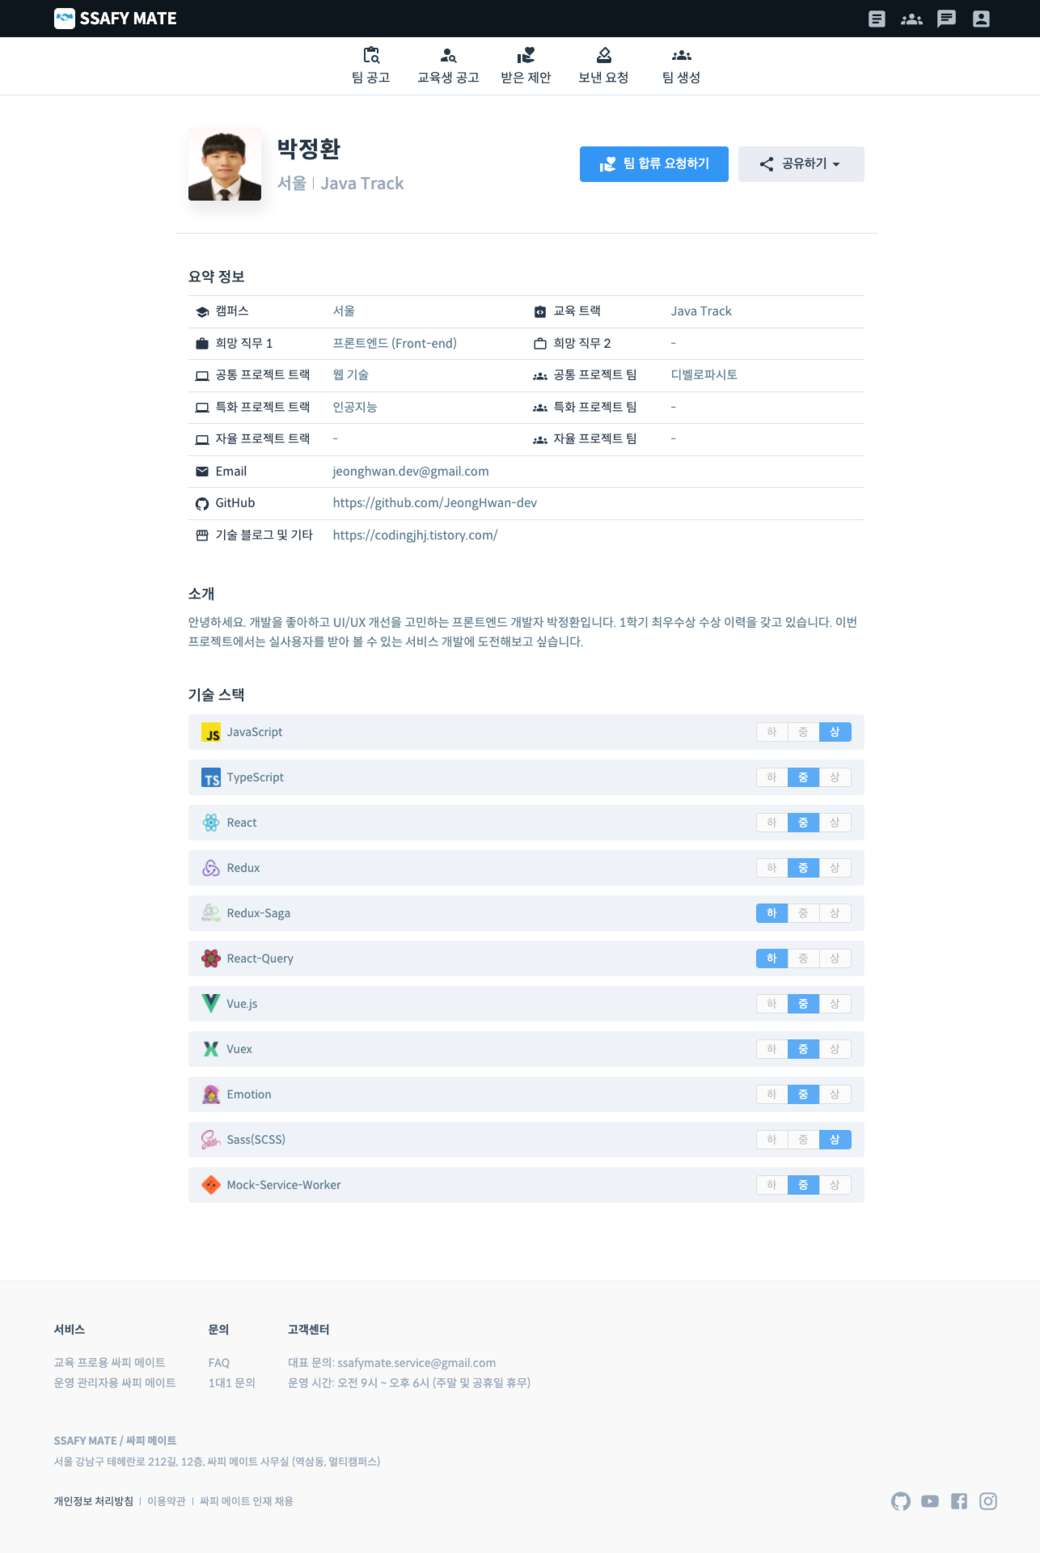 SSAFY MATE
팀 공고 교육생 공고 받은 제안 보낸 요청 팀 생성
박정환
서울 | Java Track
팀 합류 요청하기 공유하기
요약 정보
캠퍼스 서울 교육 트랙 Java Track
희망 직무 1 프론트엔드 (Front-end) 희망 직무 2 -
공통 프로젝트 트랙 웹 기술 공통 프로젝트 팀 디벨로파시토
특화 프로젝트 트랙 인공지능 특화 프로젝트 팀 -
자율 프로젝트 트랙 - 자율 프로젝트 팀 -
Email jeonghwan.dev@gmail.com
GitHub https://github.com/JeongHwan-dev
기술 블로그 및 기타 https://codingjhj.tistory.com/
소개
안녕하세요. 개발을 좋아하고 UI/UX 개선을 고민하는 프론트엔드 개발자 박정환입니다. 1학기 최우수상 수상 이력을 갖고 있습니다. 이번
프로젝트에서는 실사용자를 받아 볼 수 있는 서비스 개발에 도전해보고 싶습니다.
기술 스택
JS JavaScript 하 중 상
TS TypeScript 하 중 상
React 하 중 상
Redux 하 중 상
Redux-Saga 하 중 상
React-Query 하 중 상
Vue.js 하 중 상
Vuex 하 중 상
Emotion 하 중 상
Sass Sass(SCSS) 하 중 상
Mock-Service-Worker 하 중 상
서비스 문의 고객센터
교육 프로용 싸피 메이트 FAQ 대표 문의: ssafymate.service@gmail.com
운영 관리자용 싸피 메이트 1대1 문의 운영 시간: 오전 9시 ~ 오후 6시 (주말 및 공휴일 휴무)
SSAFY MATE / 싸피 메이트
서울 강남구 테헤란로 212길, 12층, 싸피 메이트 사무실 (역삼동, 멀티캠퍼스)
개인정보 처리방침 | 이용약관 | 싸피 메이트 인재 채용